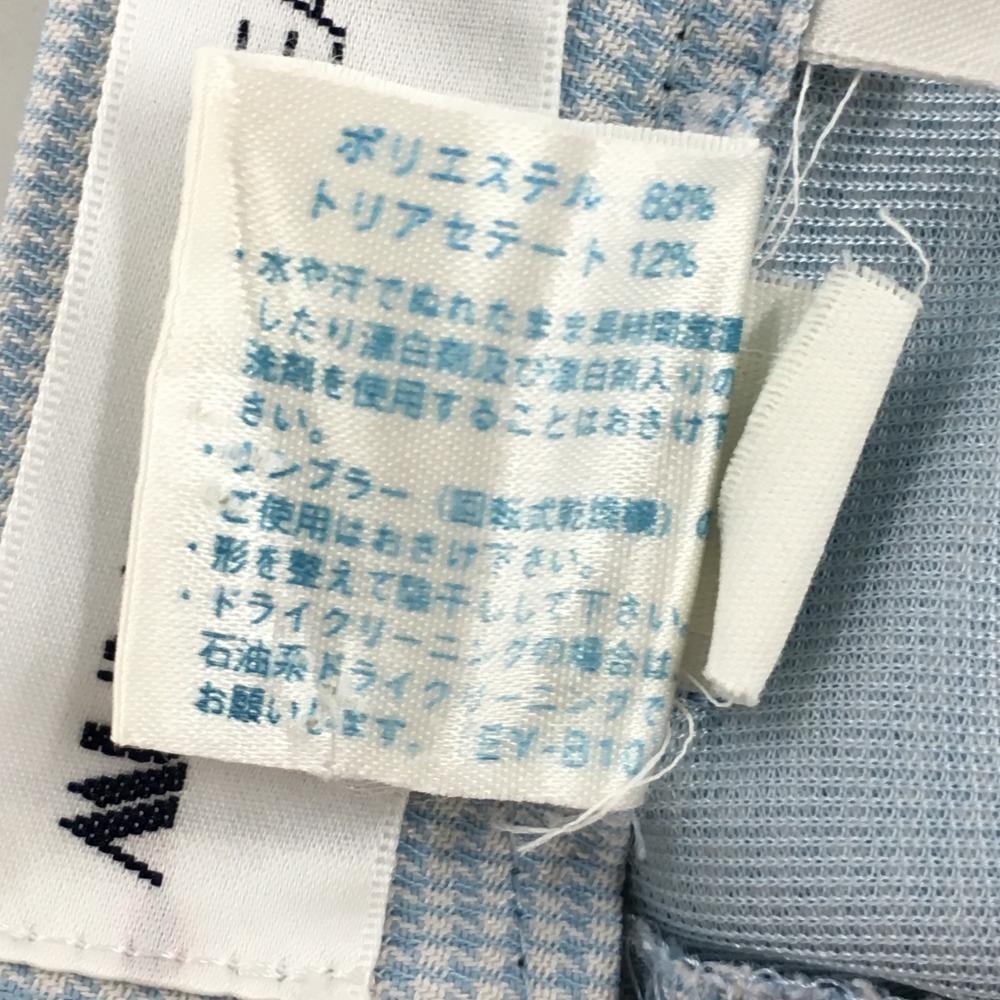 ポリエステル 88%
トリアセテート 12%
・水や汗でぬれたまま長時間放置
したり漂白剤及び漂白剤入りの
洗剤を使用することはおさけ下
さい。
・タンブラー（回転式乾燥機）の
ご使用はおさけ下さい。
・形を整えて陰干しして下さい。
・ドライクリーニングの場合は
石油系ドライクリーニングで
お願いします。 EY-B10